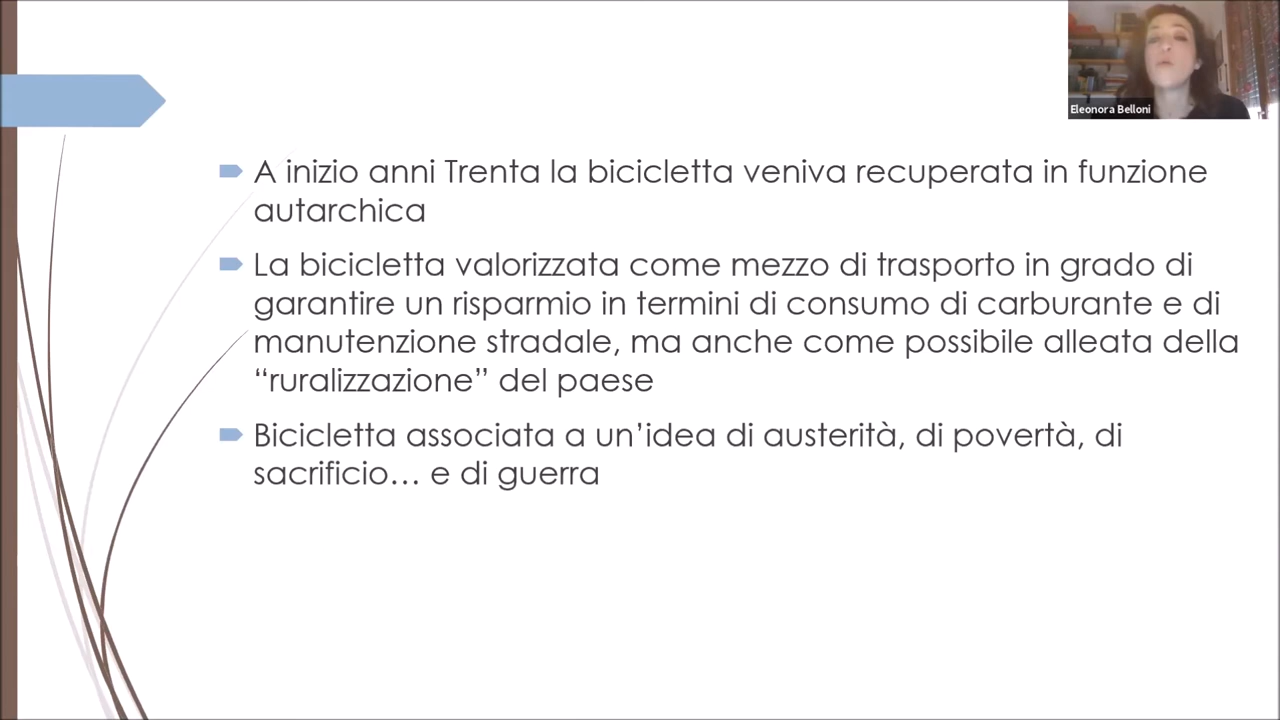 Eleonora Belloni
A inizio anni Trenta la bicicletta veniva recuperata in funzione
autarchica
La bicicletta valorizzata come mezzo di trasporto in grado di
garantire un risparmio in termini di consumo di carburante e di
manutenzione stradale, ma anche come possibile alleata della
“ruralizzazione” del paese
Bicicletta associata a un’idea di austerità, di povertà, di
sacrificio… e di guerra